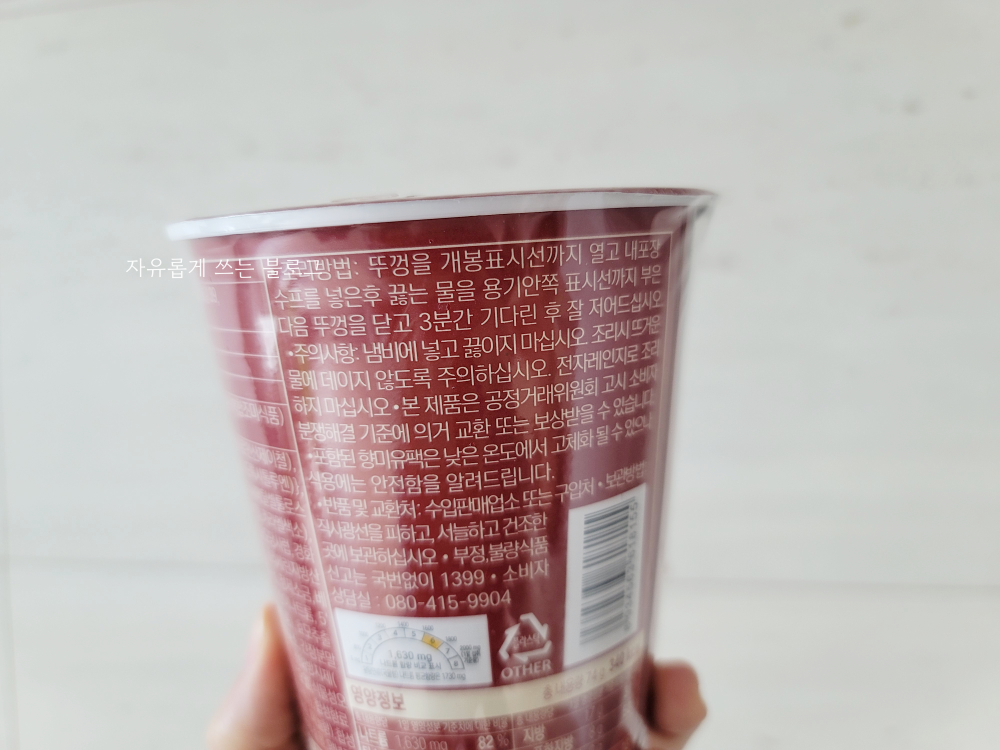 자유롭게 쓰는 블로그
방법: 뚜껑을 개봉표시선까지 열고 내포장
수프를 넣은후 끓는 물을 용기안쪽 표시선까지 부은
다음 뚜껑을 닫고 3분간 기다린 후 잘 저어드십시오
•주의사항: 냄비에 넣고 끓이지 마십시오. 조리시 뜨거운
물에 데이지 않도록 주의하십시오. 전자레인지로 조리
하지 마십시오 • 본 제품은 공정거래위원회 고시 소비자
분쟁해결 기준에 의거 교환 또는 보상받을 수 있습니다.
•포함된 향미유팩은 낮은 온도에서 고체화 될 수 있으나
식용에는 안전함을 알려드립니다.
•반품 및 교환처: 수입판매업소 또는 구입처 • 보관방법:
직사광선을 피하고, 서늘하고 건조한
곳에 보관하십시오 • 부정,불량식품
신고는 국번없이 1399 • 소비자
상담실 : 080-415-9904
1,630 mg
OTHER
영양정보
나트륨 1,630 mg 82 % 지방